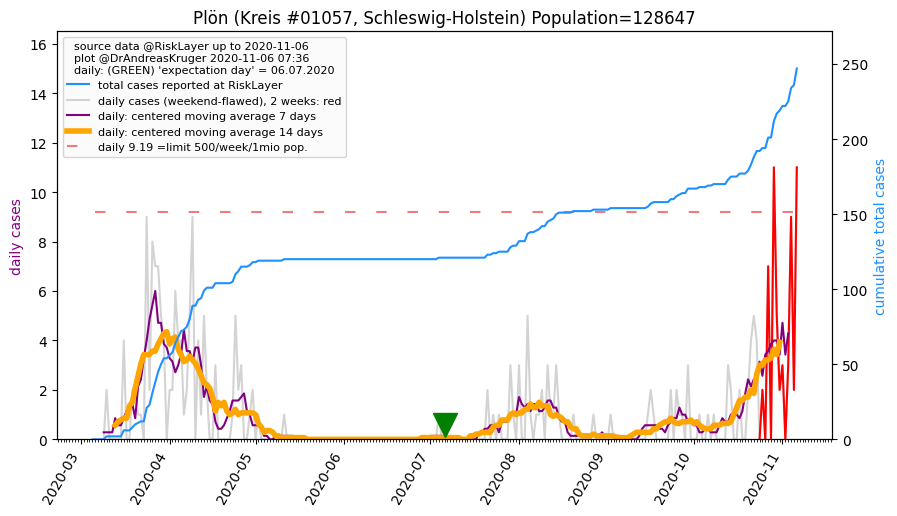 Plön (Kreis #01057, Schleswig-Holstein) Population=128647
source data @RiskLayer up to 2020-11-06
plot @DrAndreasKruger 2020-11-06 07:36
daily: (GREEN) 'expectation day' = 06.07.2020
total cases reported at RiskLayer
daily cases (weekend-flawed), 2 weeks: red
daily: centered moving average 7 days
daily: centered moving average 14 days
daily 9.19 =limit 500/week/1mio pop.
daily cases
16
14
12
10
8
6
4
2
0
cumulative total cases
250
200
150
100
50
0
2020-03
2020-04
2020-05
2020-06
2020-07
2020-08
2020-09
2020-10
2020-11